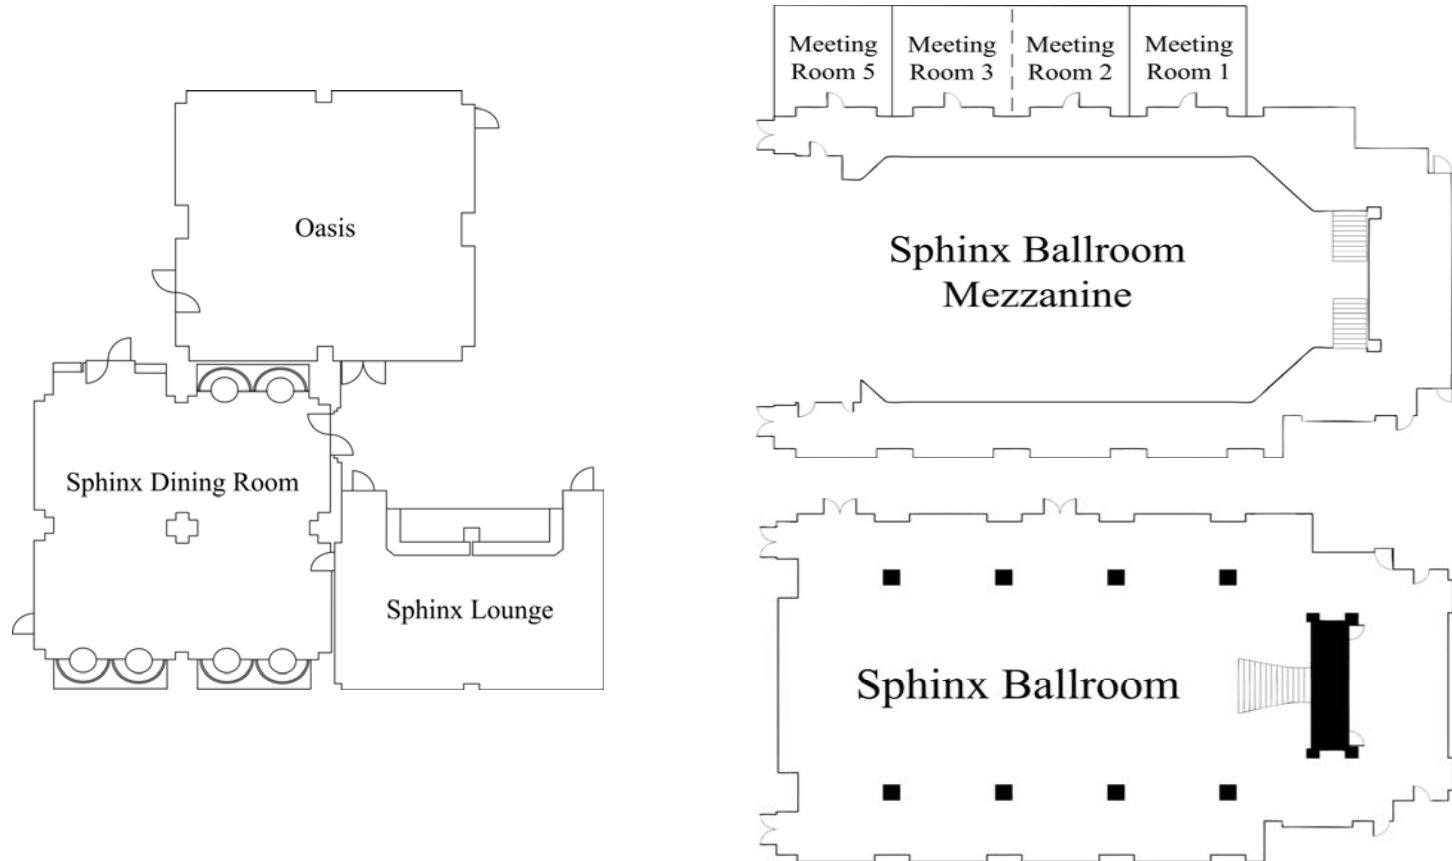 Oasis
Sphinx Dining Room
Sphinx Lounge
Meeting
Room 5
Meeting
Room 3
Meeting
Room 2
Meeting
Room 1
Sphinx Ballroom
Mezzanine
Sphinx Ballroom